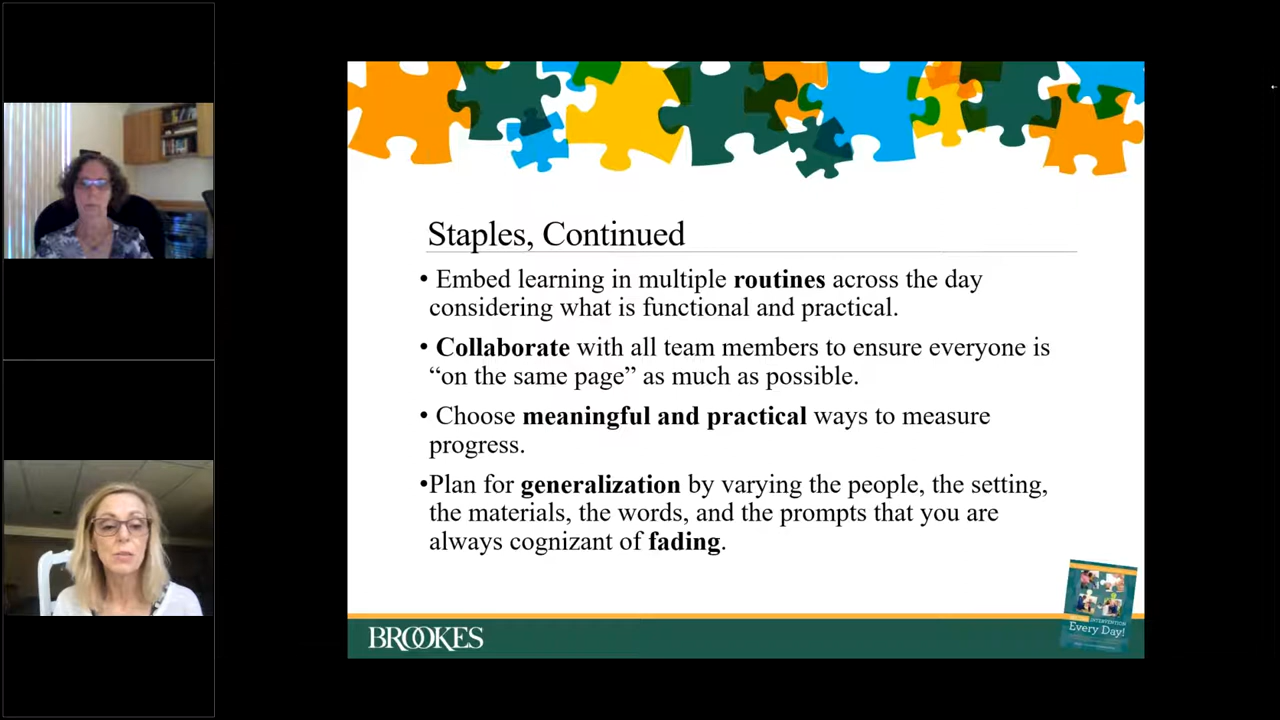 Staples, Continued
• Embed learning in multiple routines across the day
considering what is functional and practical.
• Collaborate with all team members to ensure everyone is
“on the same page” as much as possible.
• Choose meaningful and practical ways to measure
progress.
•Plan for generalization by varying the people, the setting,
the materials, the words, and the prompts that you are
always cognizant of fading.
BROOKES
INTERVENTION
Every Day!